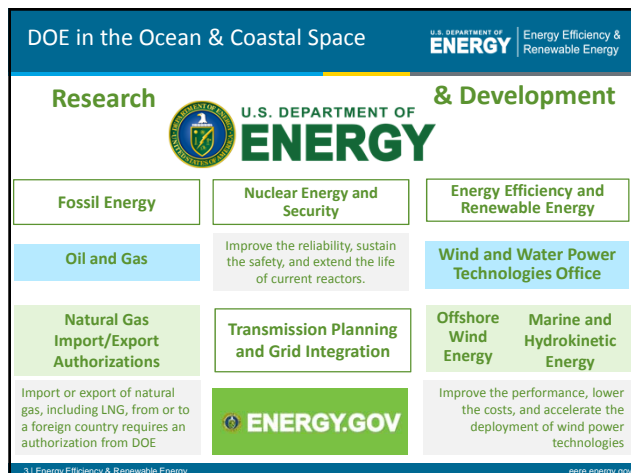 DOE in the Ocean & Coastal Space
U.S. DEPARTMENT OF
ENERGY
Energy Efficiency &
Renewable Energy
Research
& Development
U.S. DEPARTMENT OF
ENERGY
Fossil Energy
Nuclear Energy and
Security
Energy Efficiency and
Renewable Energy
Oil and Gas
Improve the reliability, sustain
the safety, and extend the life
of current reactors.
Wind and Water Power
Technologies Office
Natural Gas
Import/Export
Authorizations
Transmission Planning
and Grid Integration
Offshore
Wind
Energy
Marine and
Hydrokinetic
Energy
Import or export of natural
gas, including LNG, from or to
a foreign country requires an
authorization from DOE
ENERGY.GOV
Improve the performance, lower
the costs, and accelerate the
deployment of wind power
technologies
3 | Energy Efficiency & Renewable Energy
eere.energy.gov